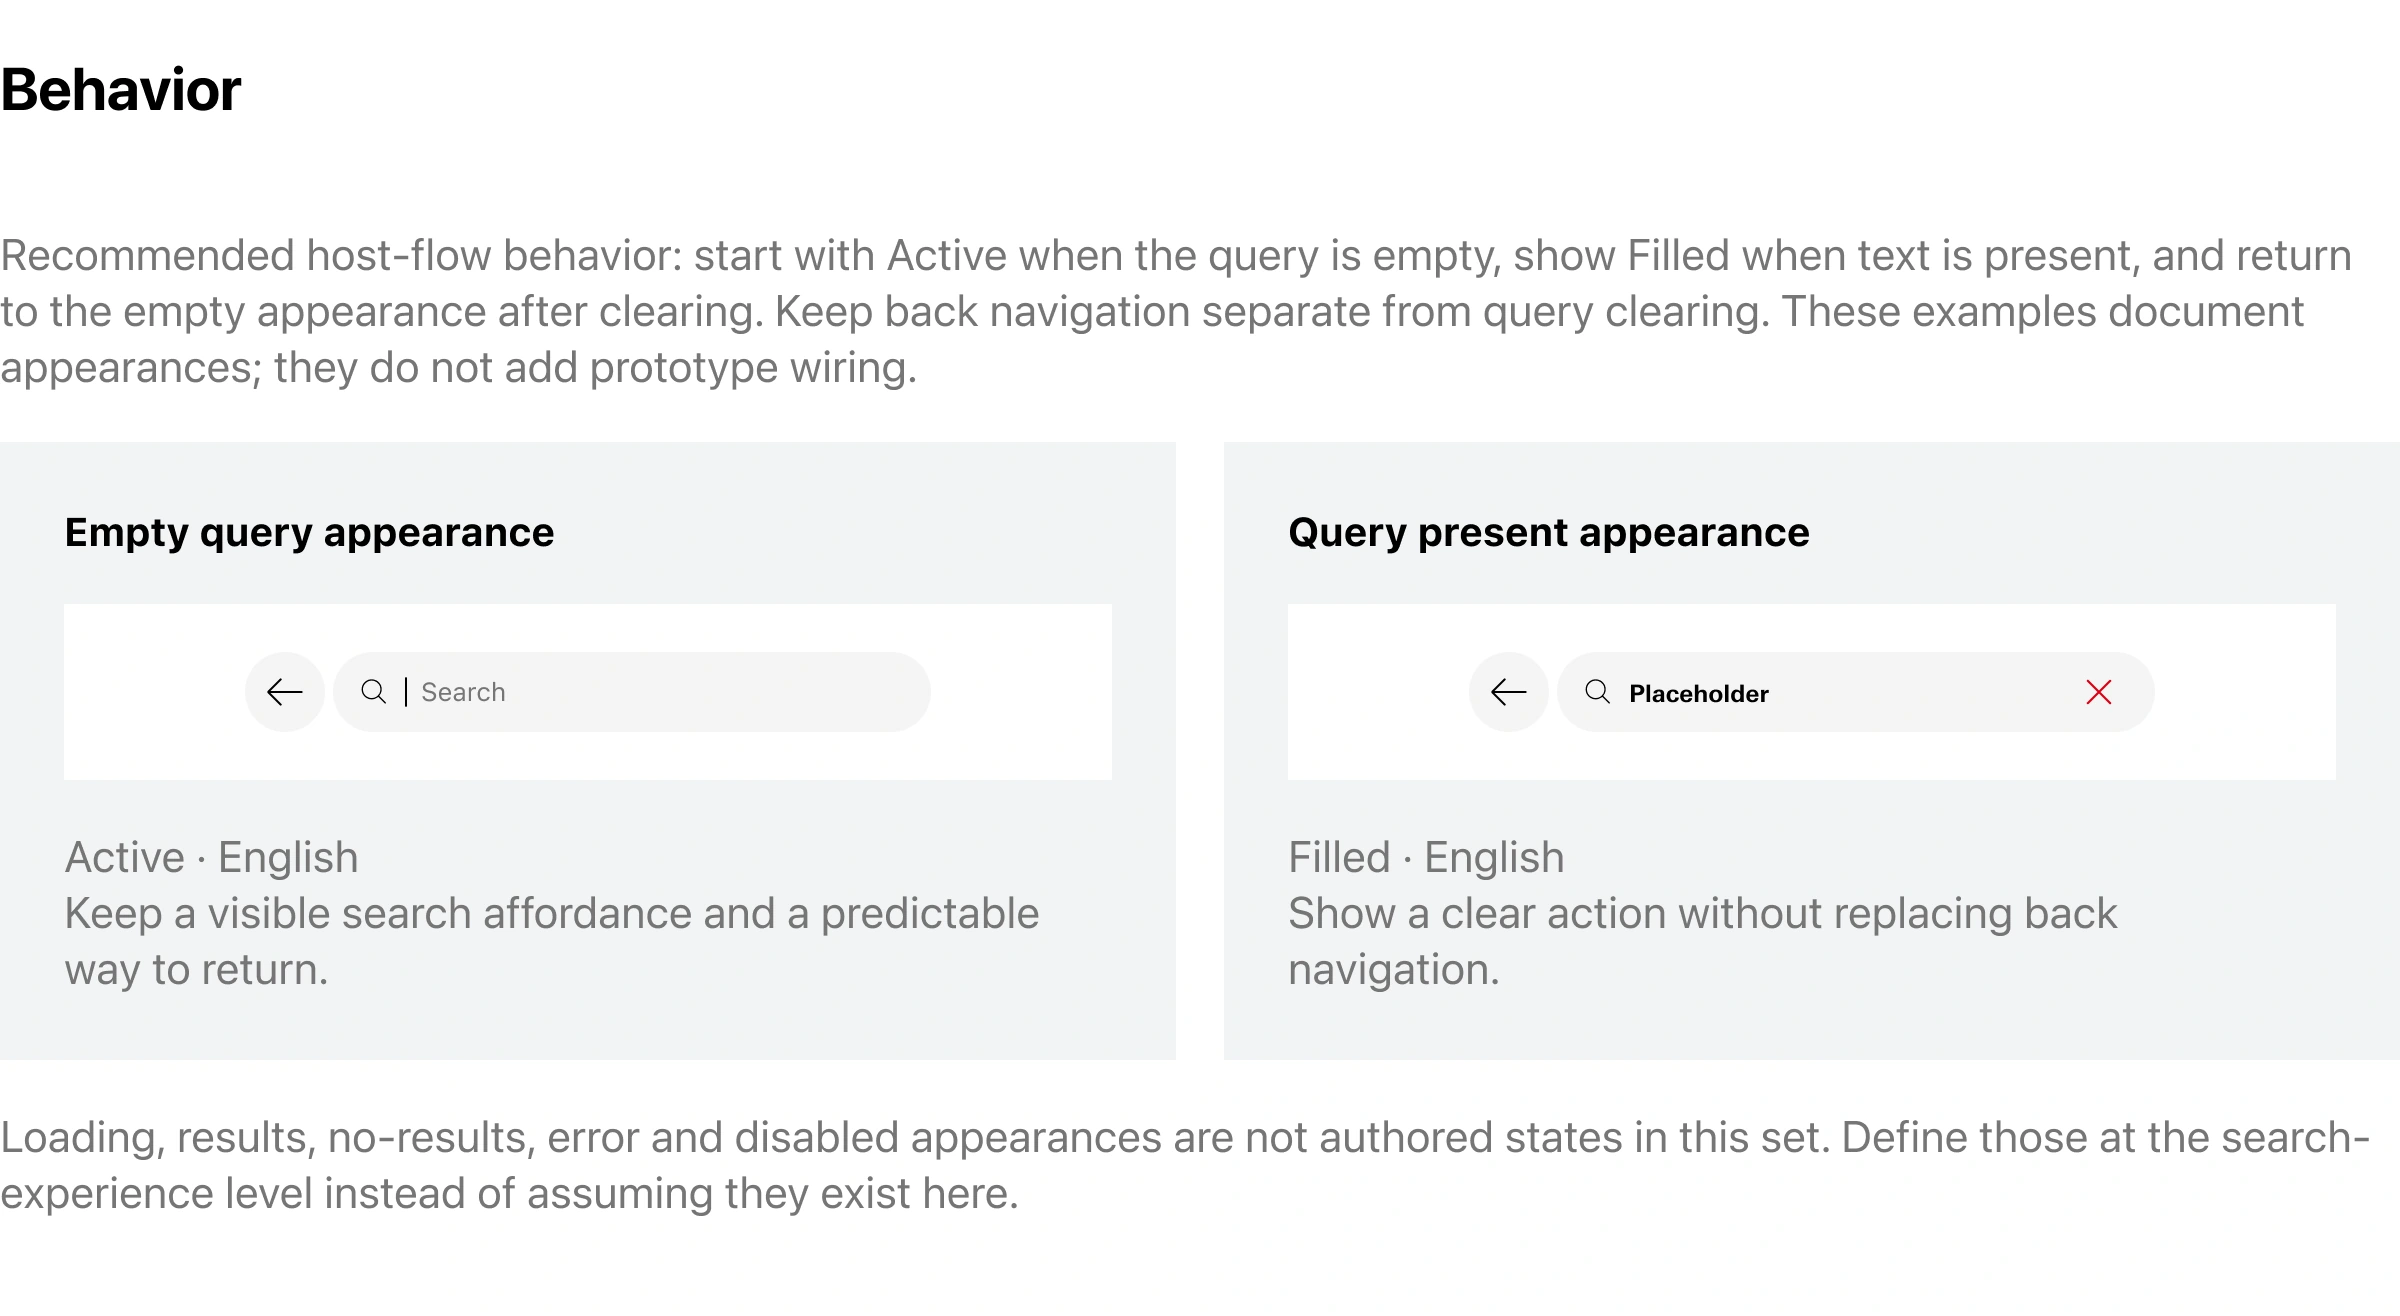 Behavior
Recommended host-flow behavior: start with Active when the query is empty, show Filled when text is present, and return
to the empty appearance after clearing. Keep back navigation separate from query clearing. These examples document
appearances; they do not add prototype wiring.
Empty query appearance
Search
Active · English
Keep a visible search affordance and a predictable
way to return.
Query present appearance
Placeholder
Filled · English
Show a clear action without replacing back
navigation.
Loading, results, no-results, error and disabled appearances are not authored states in this set. Define those at the search-
experience level instead of assuming they exist here.